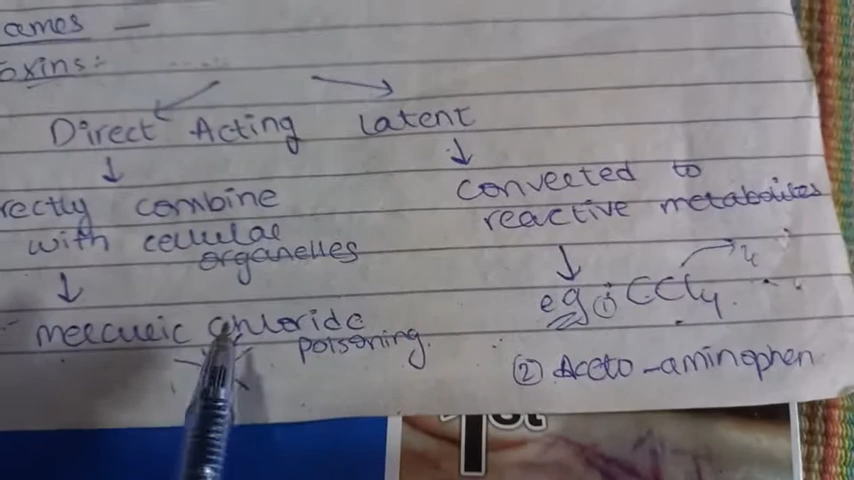 ames —
oxins:-
Direct Acting Latent
rectly combine converted to
with cellular reactive metabolites
organelles
eg ① CCl4
mercuric chloride
poisoning
② Aceto-aminophen
1st